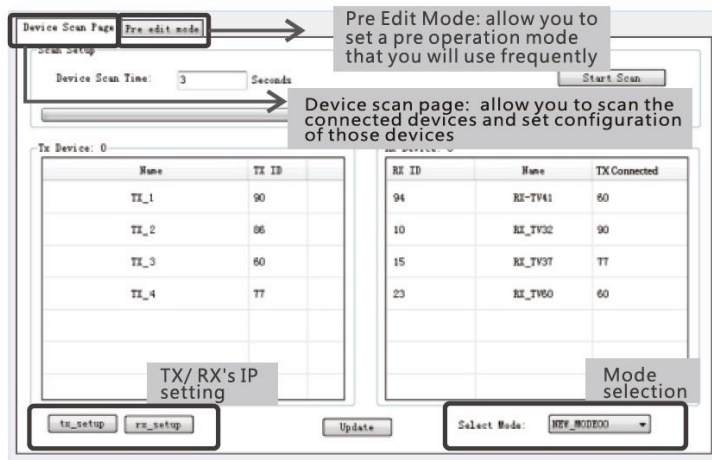 Device Scan Page Pre edit mode
Pre Edit Mode: allow you to
set a pre operation mode
that you will use frequently
Scan Setup
Device Scan Time: 3 Seconds
Start Scan
Device scan page: allow you to scan the
connected devices and set configuration
of those devices
Tx Device: 0
Name TX ID
TX_1 90
TX_2 86
TX_3 60
TX_4 77
RX ID Name TX Connected
94 RX-TV41 60
10 RX_TV32 90
15 RX_TV37 77
23 RX_TV60 60
TX/ RX's IP
setting
Mode
selection
tx_setup rx_setup
Update
Select Mode: NEW_MODE00